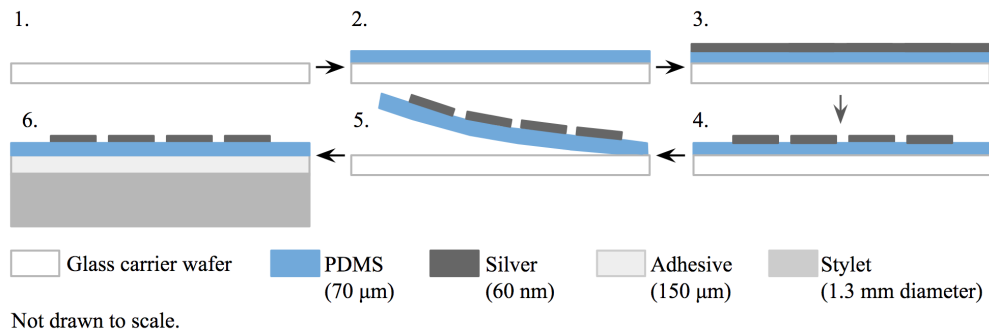 1.
2.
3.
6.
5.
4.
Glass carrier wafer
PDMS
(70 μm)
Silver
(60 nm)
Adhesive
(150 μm)
Stylet
(1.3 mm diameter)
Not drawn to scale.